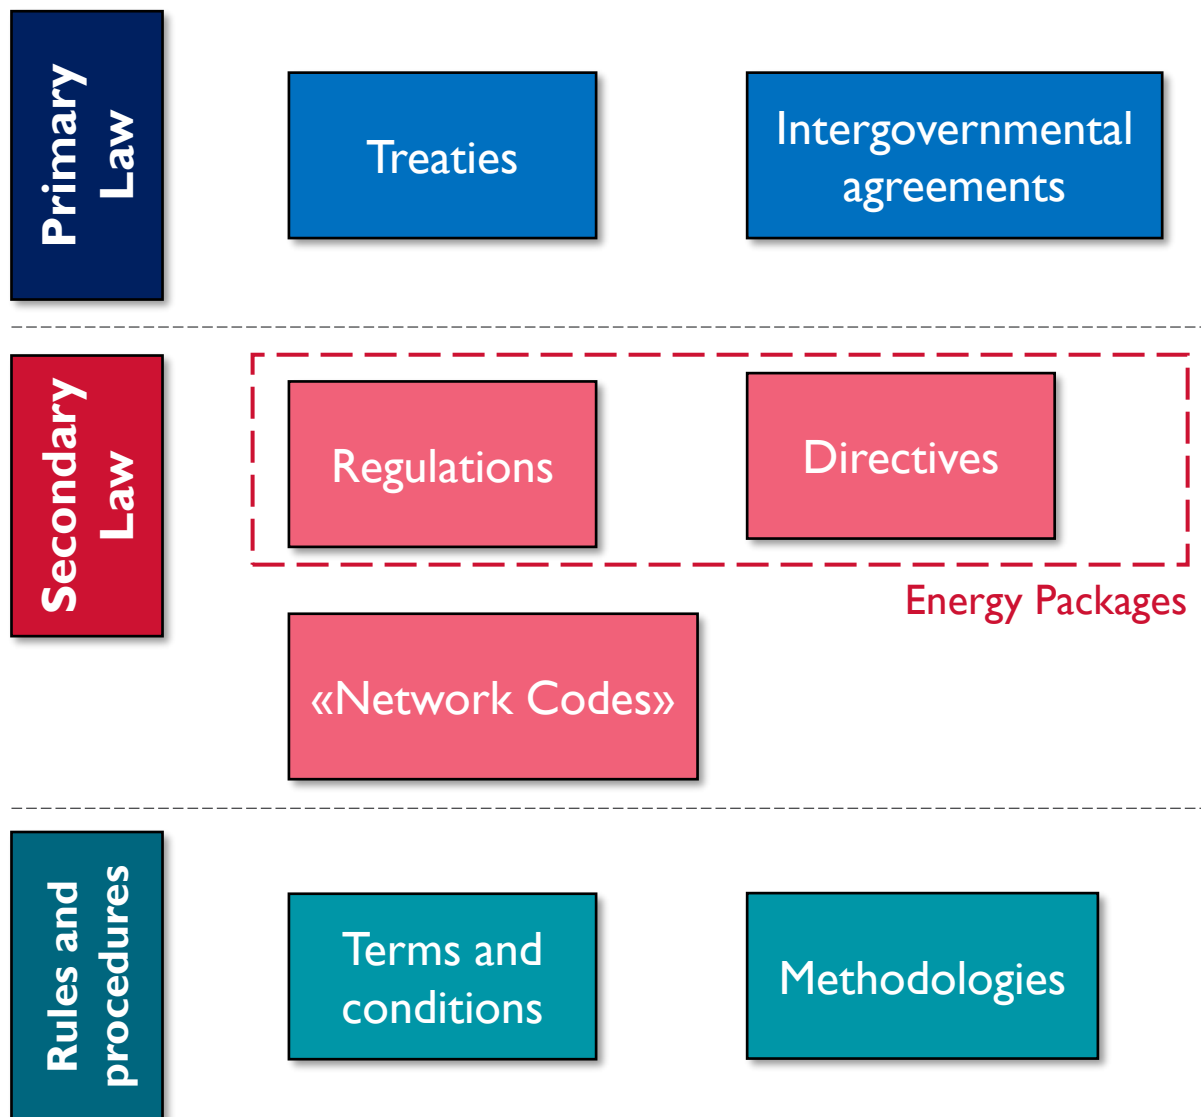 Primary
Law
Treaties
Intergovernmental
agreements
Secondary
Law
Regulations
Directives
Energy Packages
«Network Codes»
Rules and
procedures
Terms and
conditions
Methodologies